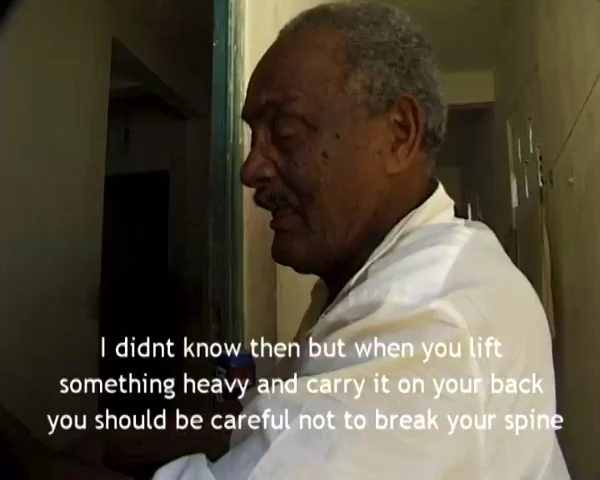 I didnt know then but when you lift
something heavy and carry it on your back
you should be careful not to break your spine